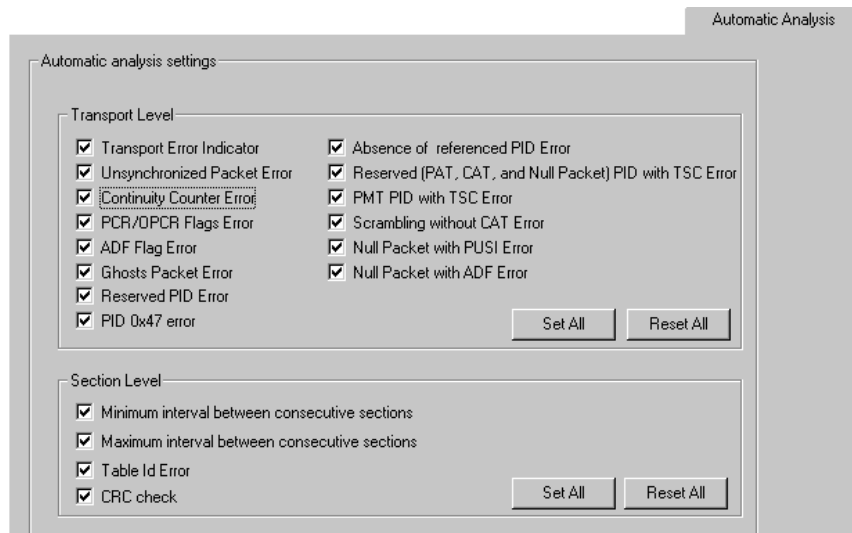 Automatic Analysis
Automatic analysis settings
Transport Level
Transport Error Indicator
Unsynchronized Packet Error
Continuity Counter Error
PCR/OPCR Flags Error
ADF Flag Error
Ghosts Packet Error
Reserved PID Error
PID 0x47 error
Absence of referenced PID Error
Reserved (PAT, CAT, and Null Packet) PID with TSC Error
PMT PID with TSC Error
Scrambling without CAT Error
Null Packet with PUSI Error
Null Packet with ADF Error
Set All
Reset All
Section Level
Minimum interval between consecutive sections
Maximum interval between consecutive sections
Table Id Error
CRC check
Set All
Reset All